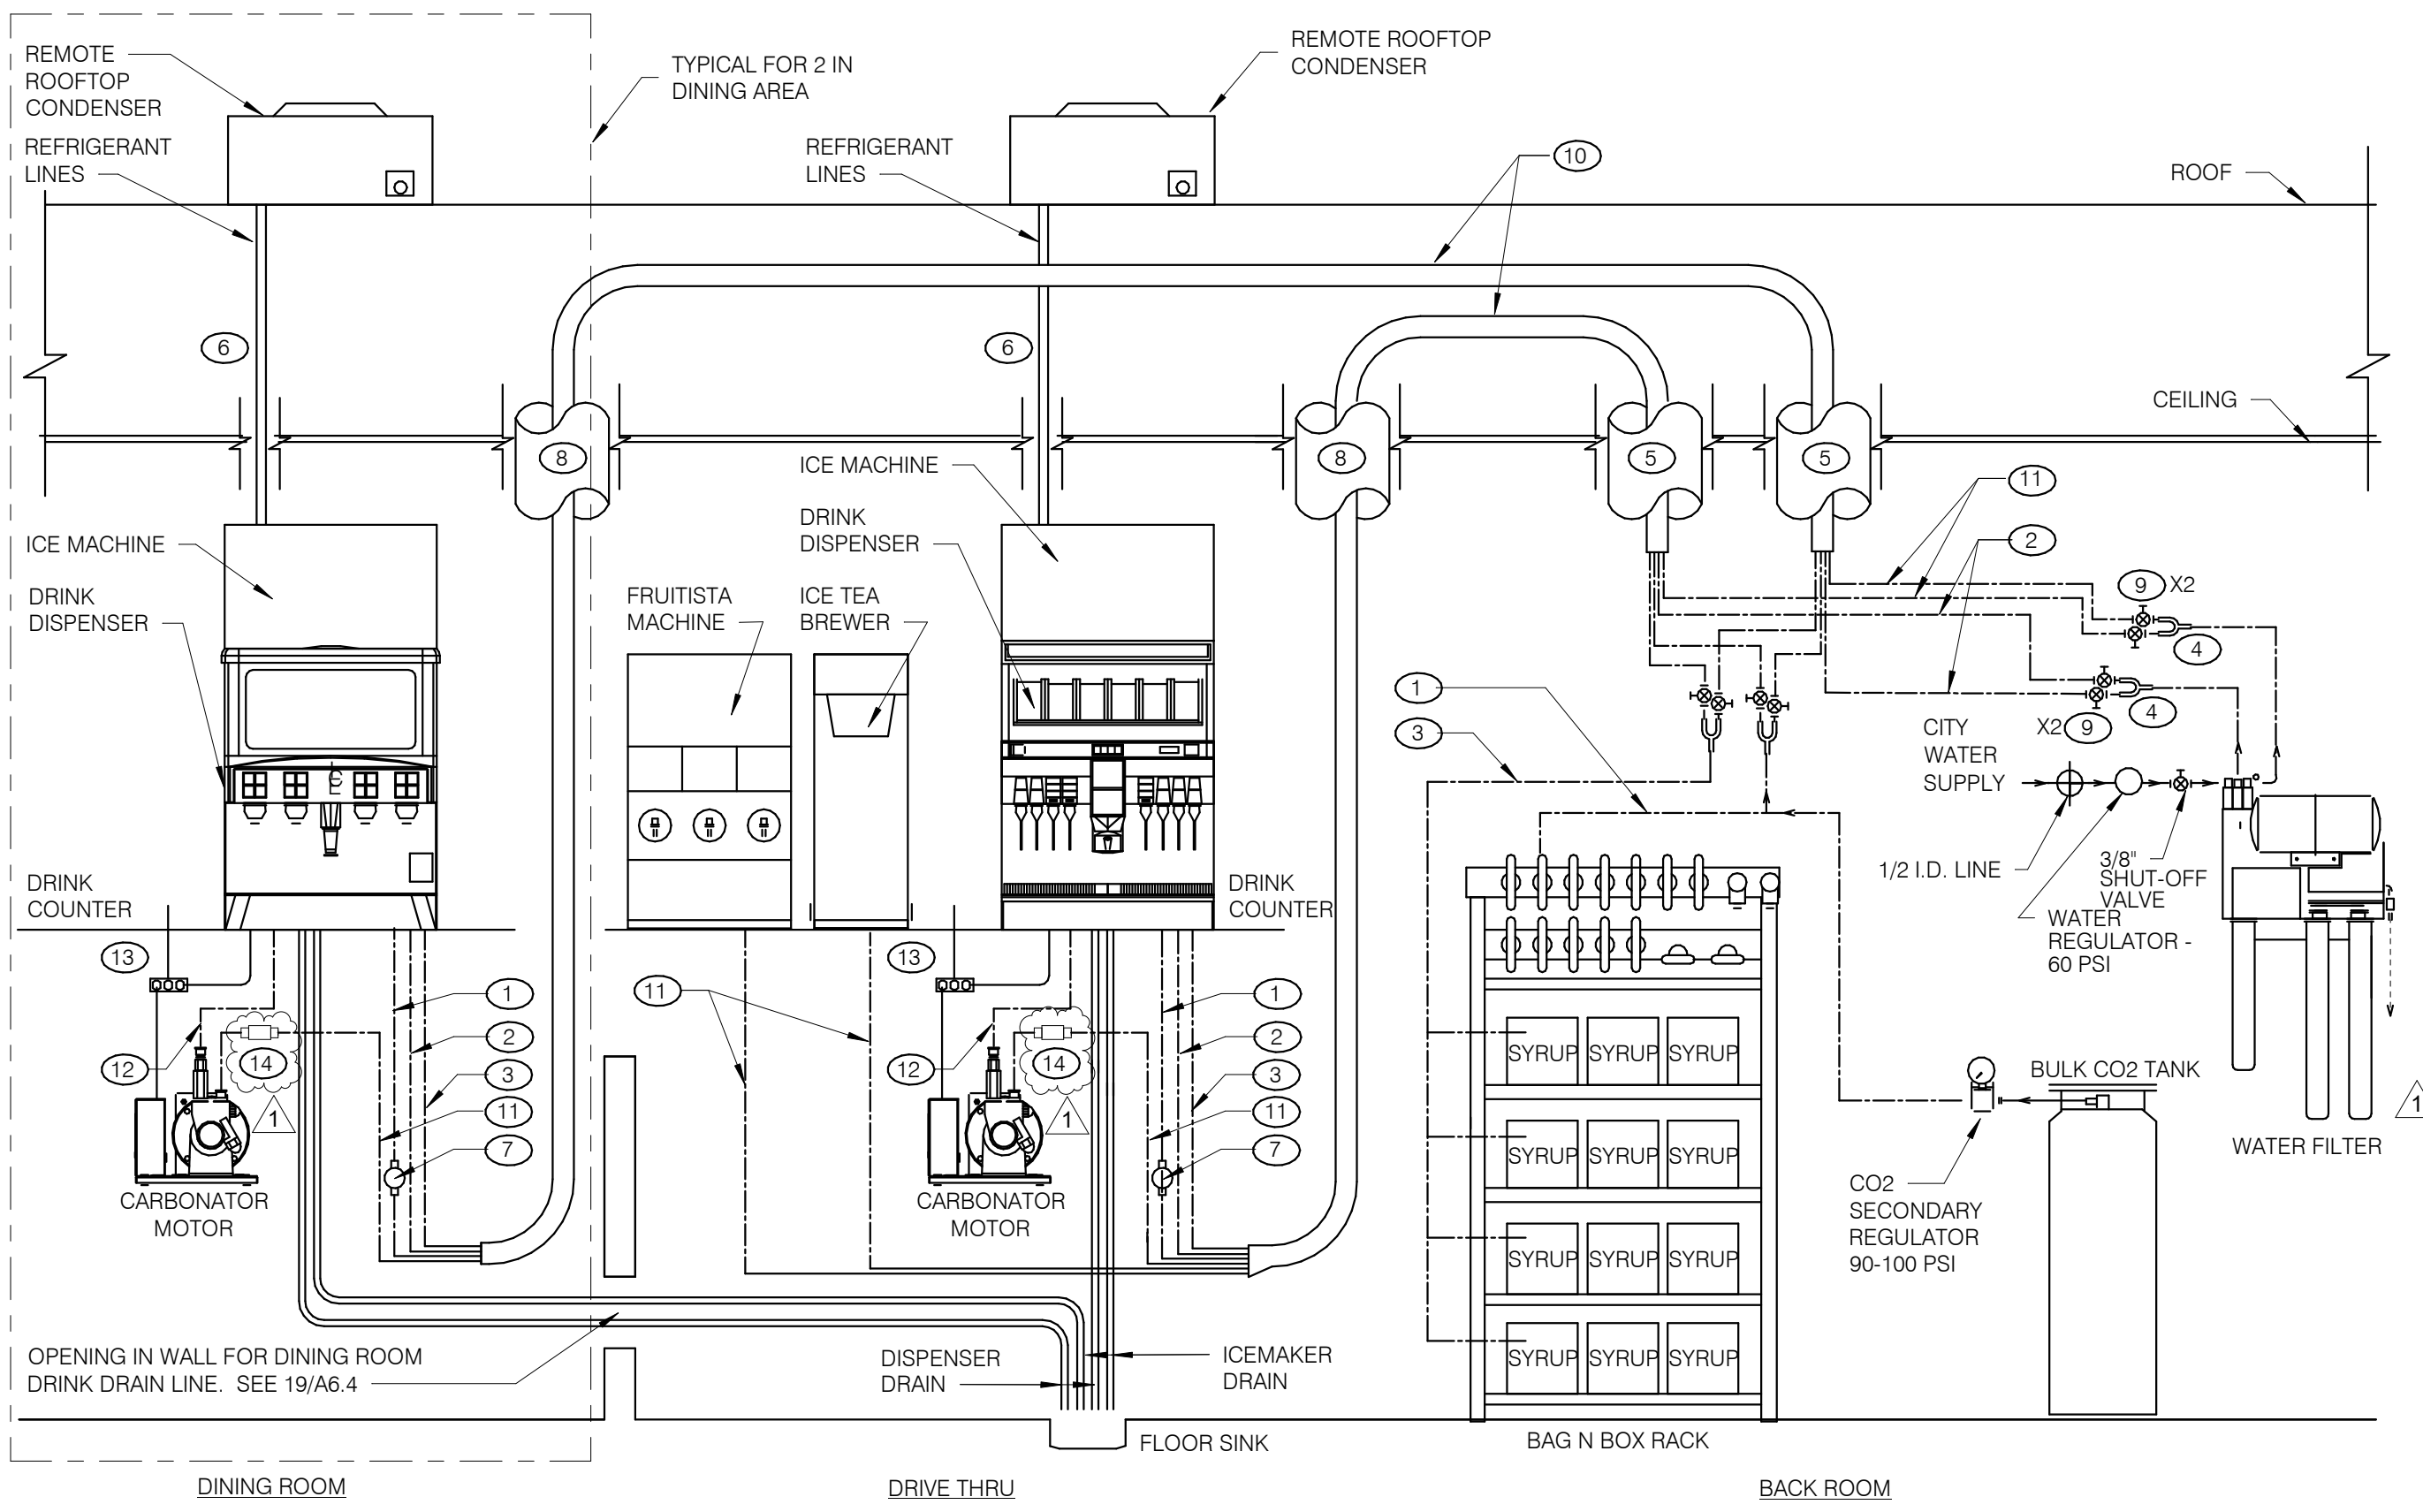 REMOTE
ROOFTOP
CONDENSER
REFRIGERANT
LINES
TYPICAL FOR 2 IN
DINING AREA
REFRIGERANT
LINES
REMOTE ROOFTOP
CONDENSER
10
ROOF
6
6
CEILING
8
8
5
5
11
2
ICE MACHINE
DRINK
DISPENSER
FRUITISTA
MACHINE
ICE TEA
BREWER
ICE MACHINE
DRINK
DISPENSER
9 X2
4
4
X2 9
1
3
CITY
WATER
SUPPLY
1/2 I.D. LINE
3/8"
SHUT-OFF
VALVE
WATER
REGULATOR -
60 PSI
DRINK
COUNTER
DRINK
COUNTER
13
12
14
1
CARBONATOR
MOTOR
1
2
3
11
7
11
13
12
14
1
CARBONATOR
MOTOR
1
2
3
11
7
SYRUP SYRUP SYRUP
SYRUP SYRUP SYRUP
SYRUP SYRUP SYRUP
SYRUP SYRUP SYRUP
BULK CO2 TANK
1
WATER FILTER
CO2
SECONDARY
REGULATOR
90-100 PSI
OPENING IN WALL FOR DINING ROOM
DRINK DRAIN LINE. SEE 19/A6.4
DISPENSER
DRAIN
ICEMAKER
DRAIN
FLOOR SINK
BAG N BOX RACK
DINING ROOM
DRIVE THRU
BACK ROOM